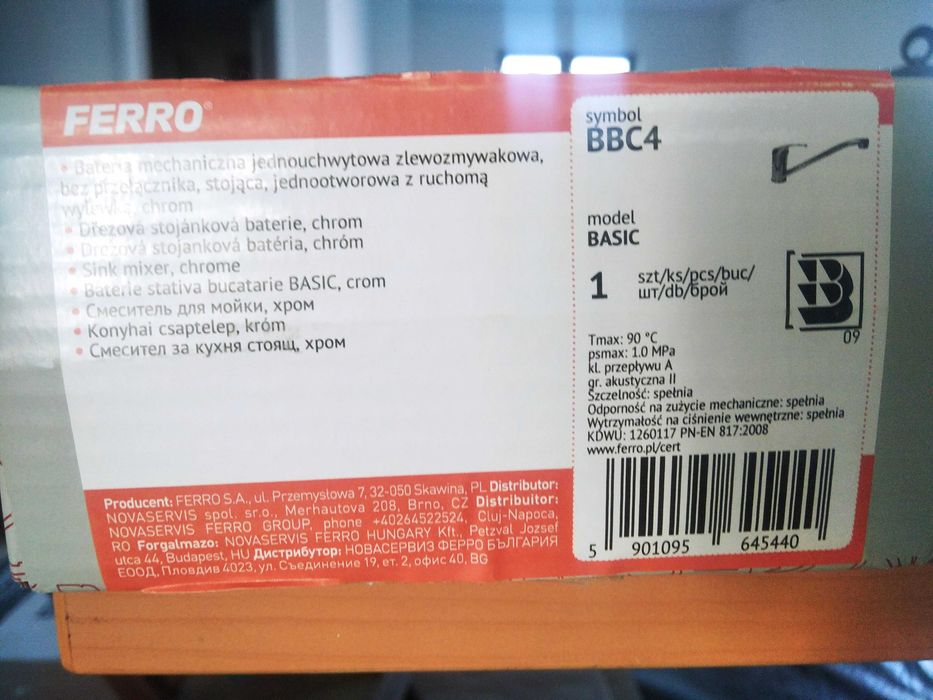 FERRO®
• Bateria mechaniczna jednouchwytowa zlewozmywakowa,
bez przełącznika, stojąca, jednootworowa z ruchomą
wylewką, chrom
• Dřezová stojánková baterie, chrom
• Drezová stojanková batéria, chróm
• Sink mixer, chrome
• Baterie stativa bucatarie BASIC, crom
• Смеситель для мойки, хром
• Konyhai csaptelep, króm
• Смесител за кухня стоящ, хром
symbol
BBC4
model
BASIC
1
szt/ks/pcs/buc/
шт/db/брой
B
09
Tmax: 90 °C
psmax: 1.0 MPa
kl. przepływu A
gr. akustyczna II
Szczelność: spełnia
Odporność na zużycie mechaniczne: spełnia
Wytrzymałość na ciśnienie wewnętrzne: spełnia
KDWU: 1260117 PN-EN 817:2008
www.ferro.pl/cert
5 901095 645440
Producent: FERRO S.A., ul. Przemysłowa 7, 32-050 Skawina, PL Distributor:
NOVASERVIS spol. sr.o., Merhautova 208, Brno, CZ Distribuitor:
NOVASERVIS FERRO GROUP, phone +40264522524, Cluj-Napoca,
RO Forgalmazo: NOVASERVIS FERRO HUNGARY Kft., Petzval Jozsef
utca 44, Budapest, HU Дистрибутор: НОВАСЕРВИЗ ФЕРРО БЪЛГАРИЯ
ЕООД, Пловдив 4023, ул. Съединение 19, ет. 2, офис 40, BG